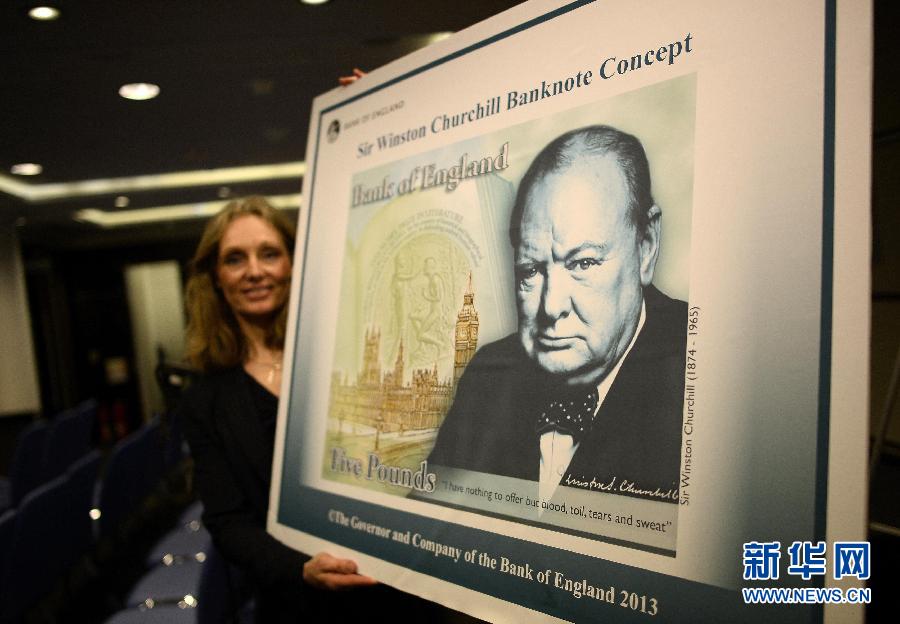 BANK OF ENGLAND
Sir Winston Churchill Banknote Concept
Bank of England
Five Pounds
Winston S. Churchill
"I have nothing to offer but blood, toil, tears and sweat"
Sir Winston Churchill (1874 - 1965)
©The Governor and Company of the Bank of England 2013
新华网
WWW.NEWS.CN